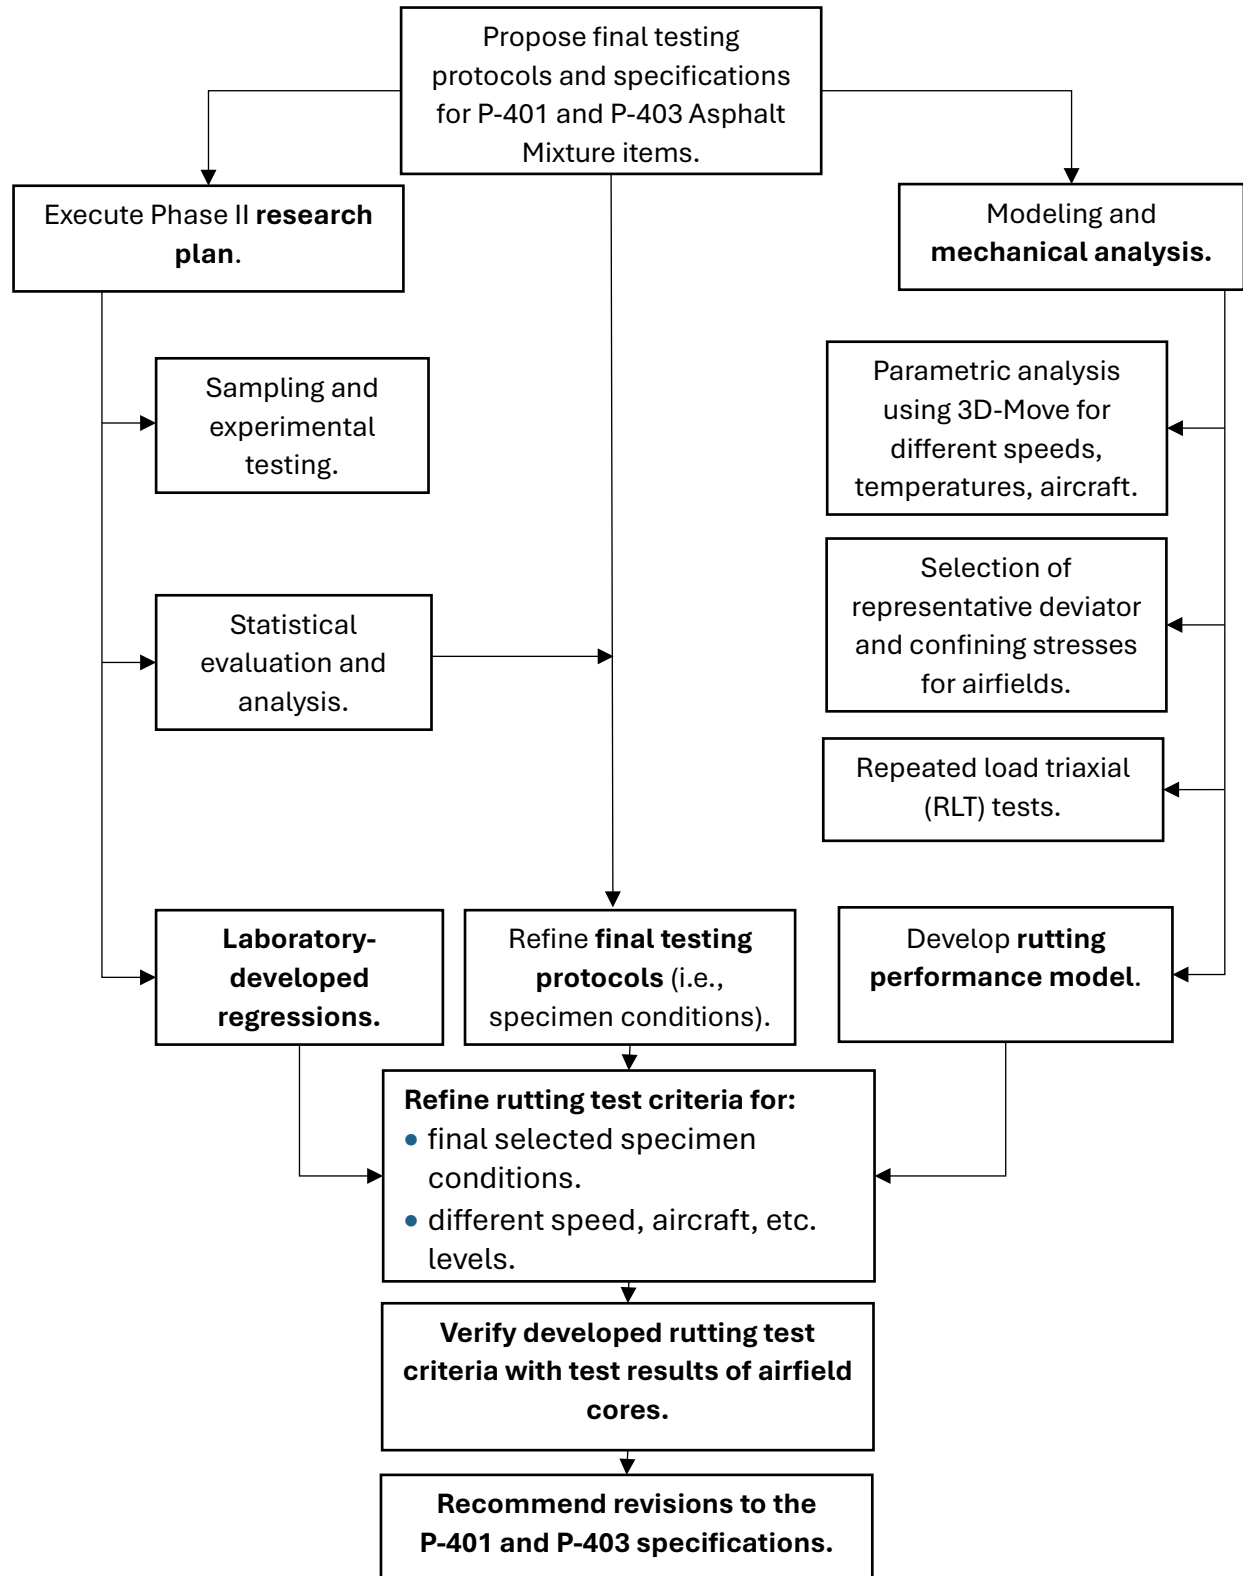 Propose final testing
protocols and specifications
for P-401 and P-403 Asphalt
Mixture items.
Execute Phase II research
plan.
Modeling and
mechanical analysis.
Sampling and
experimental
testing.
Parametric analysis
using 3D-Move for
different speeds,
temperatures, aircraft.
Statistical
evaluation and
analysis.
Selection of
representative deviator
and confining stresses
for airfields.
Repeated load triaxial
(RLT) tests.
Laboratory-
developed
regressions.
Refine final testing
protocols (i.e.,
specimen conditions).
Develop rutting
performance model.
Refine rutting test criteria for:
• final selected specimen
conditions.
• different speed, aircraft, etc.
levels.
Verify developed rutting test
criteria with test results of airfield
cores.
Recommend revisions to the
P-401 and P-403 specifications.